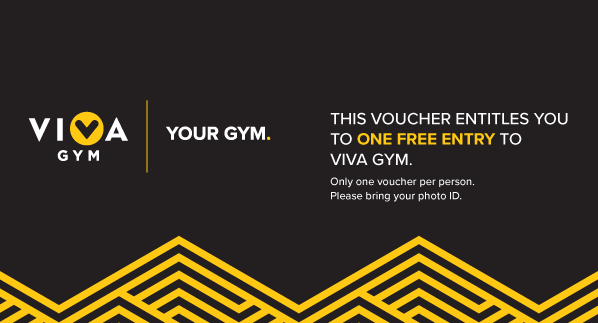 VIVA
GYM
YOUR GYM.
THIS VOUCHER ENTITLES YOU
TO ONE FREE ENTRY TO
VIVA GYM.
Only one voucher per person.
Please bring your photo ID.